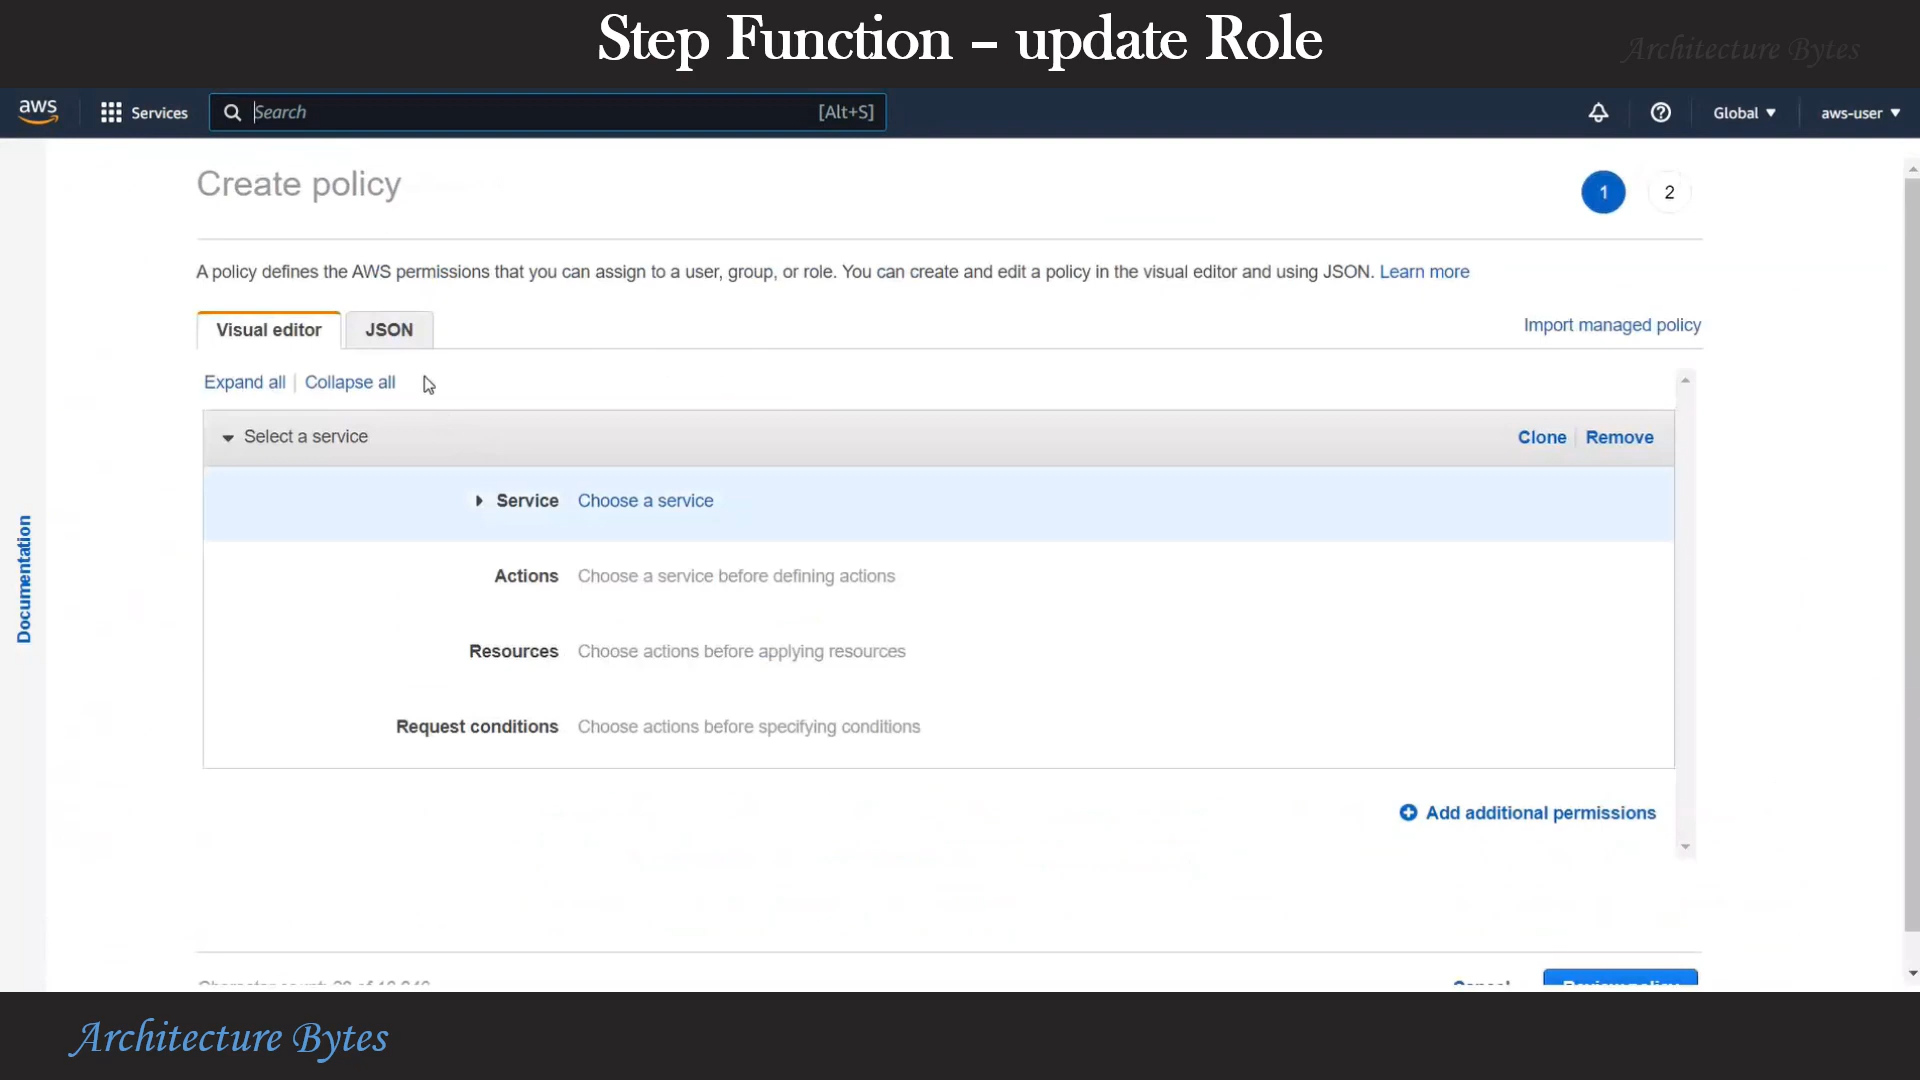 Step Function – update Role
Architecture Bytes
aws
Services
Search
[Alt+S]
Global
aws-user
Create policy
1
2
A policy defines the AWS permissions that you can assign to a user, group, or role. You can create and edit a policy in the visual editor and using JSON. Learn more
Visual editor
JSON
Import managed policy
Expand all | Collapse all
Select a service
Clone
Remove
Service
Choose a service
Actions
Choose a service before defining actions
Resources
Choose actions before applying resources
Request conditions
Choose actions before specifying conditions
Add additional permissions
Documentation
Cancel
Review policy
Architecture Bytes